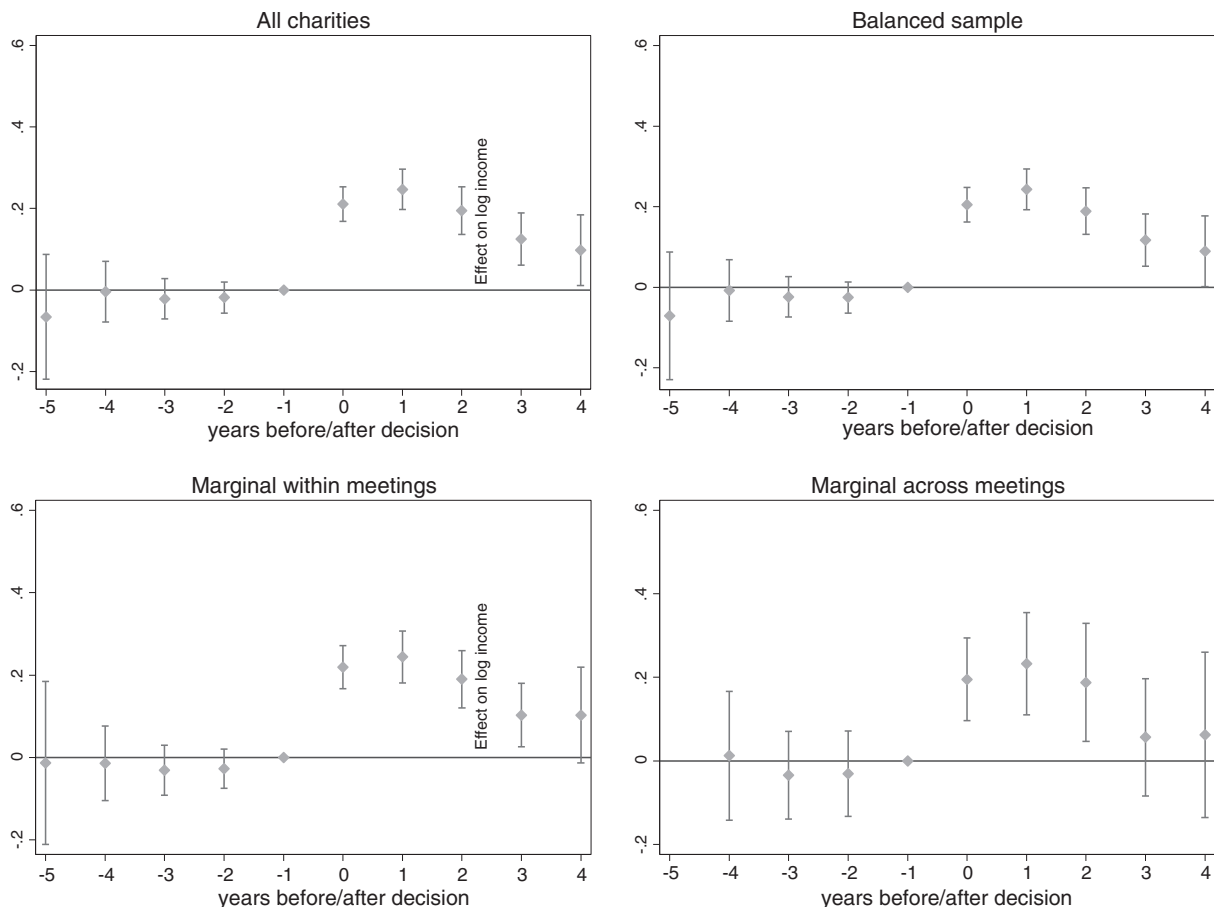 All charities
.6
.4
.2
0
-.2
Effect on log income
-5 -4 -3 -2 -1 0 1 2 3 4
years before/after decision
Balanced sample
.6
.4
.2
0
-.2
-5 -4 -3 -2 -1 0 1 2 3 4
years before/after decision
Marginal within meetings
.6
.4
.2
0
-.2
Effect on log income
-5 -4 -3 -2 -1 0 1 2 3 4
years before/after decision
Marginal across meetings
.6
.4
.2
0
-.2
-5 -4 -3 -2 -1 0 1 2 3 4
years before/after decision